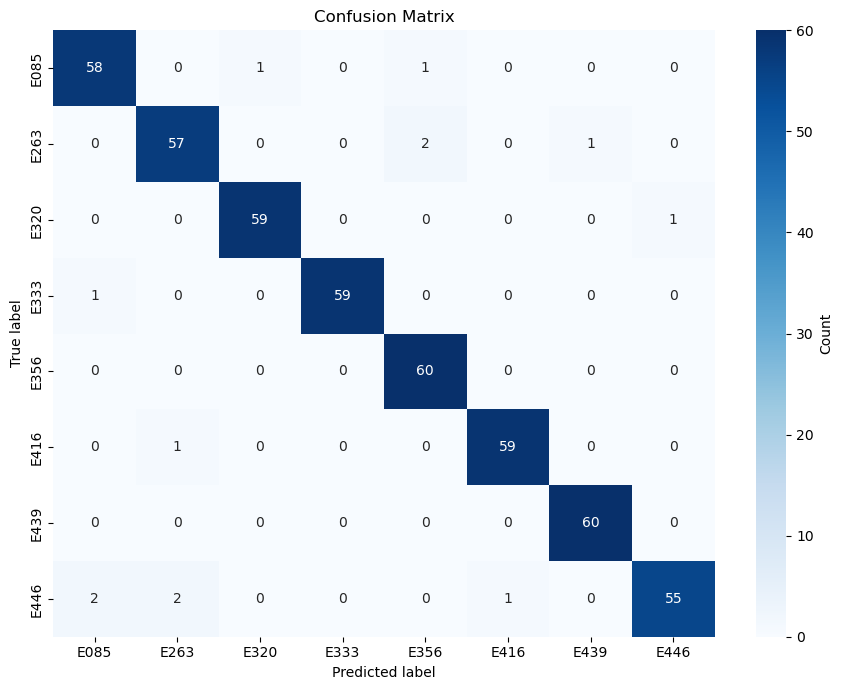 Confusion Matrix
E085 58 0 1 0 1 0 0 0
E263 0 57 0 0 2 0 1 0
E320 0 0 59 0 0 0 0 1
E333 1 0 0 59 0 0 0 0
E356 0 0 0 0 60 0 0 0
E416 0 1 0 0 0 59 0 0
E439 0 0 0 0 0 0 60 0
E446 2 2 0 0 0 1 0 55
E085 E263 E320 E333 E356 E416 E439 E446
Predicted label
True label
60
50
40
30
20
10
0
Count